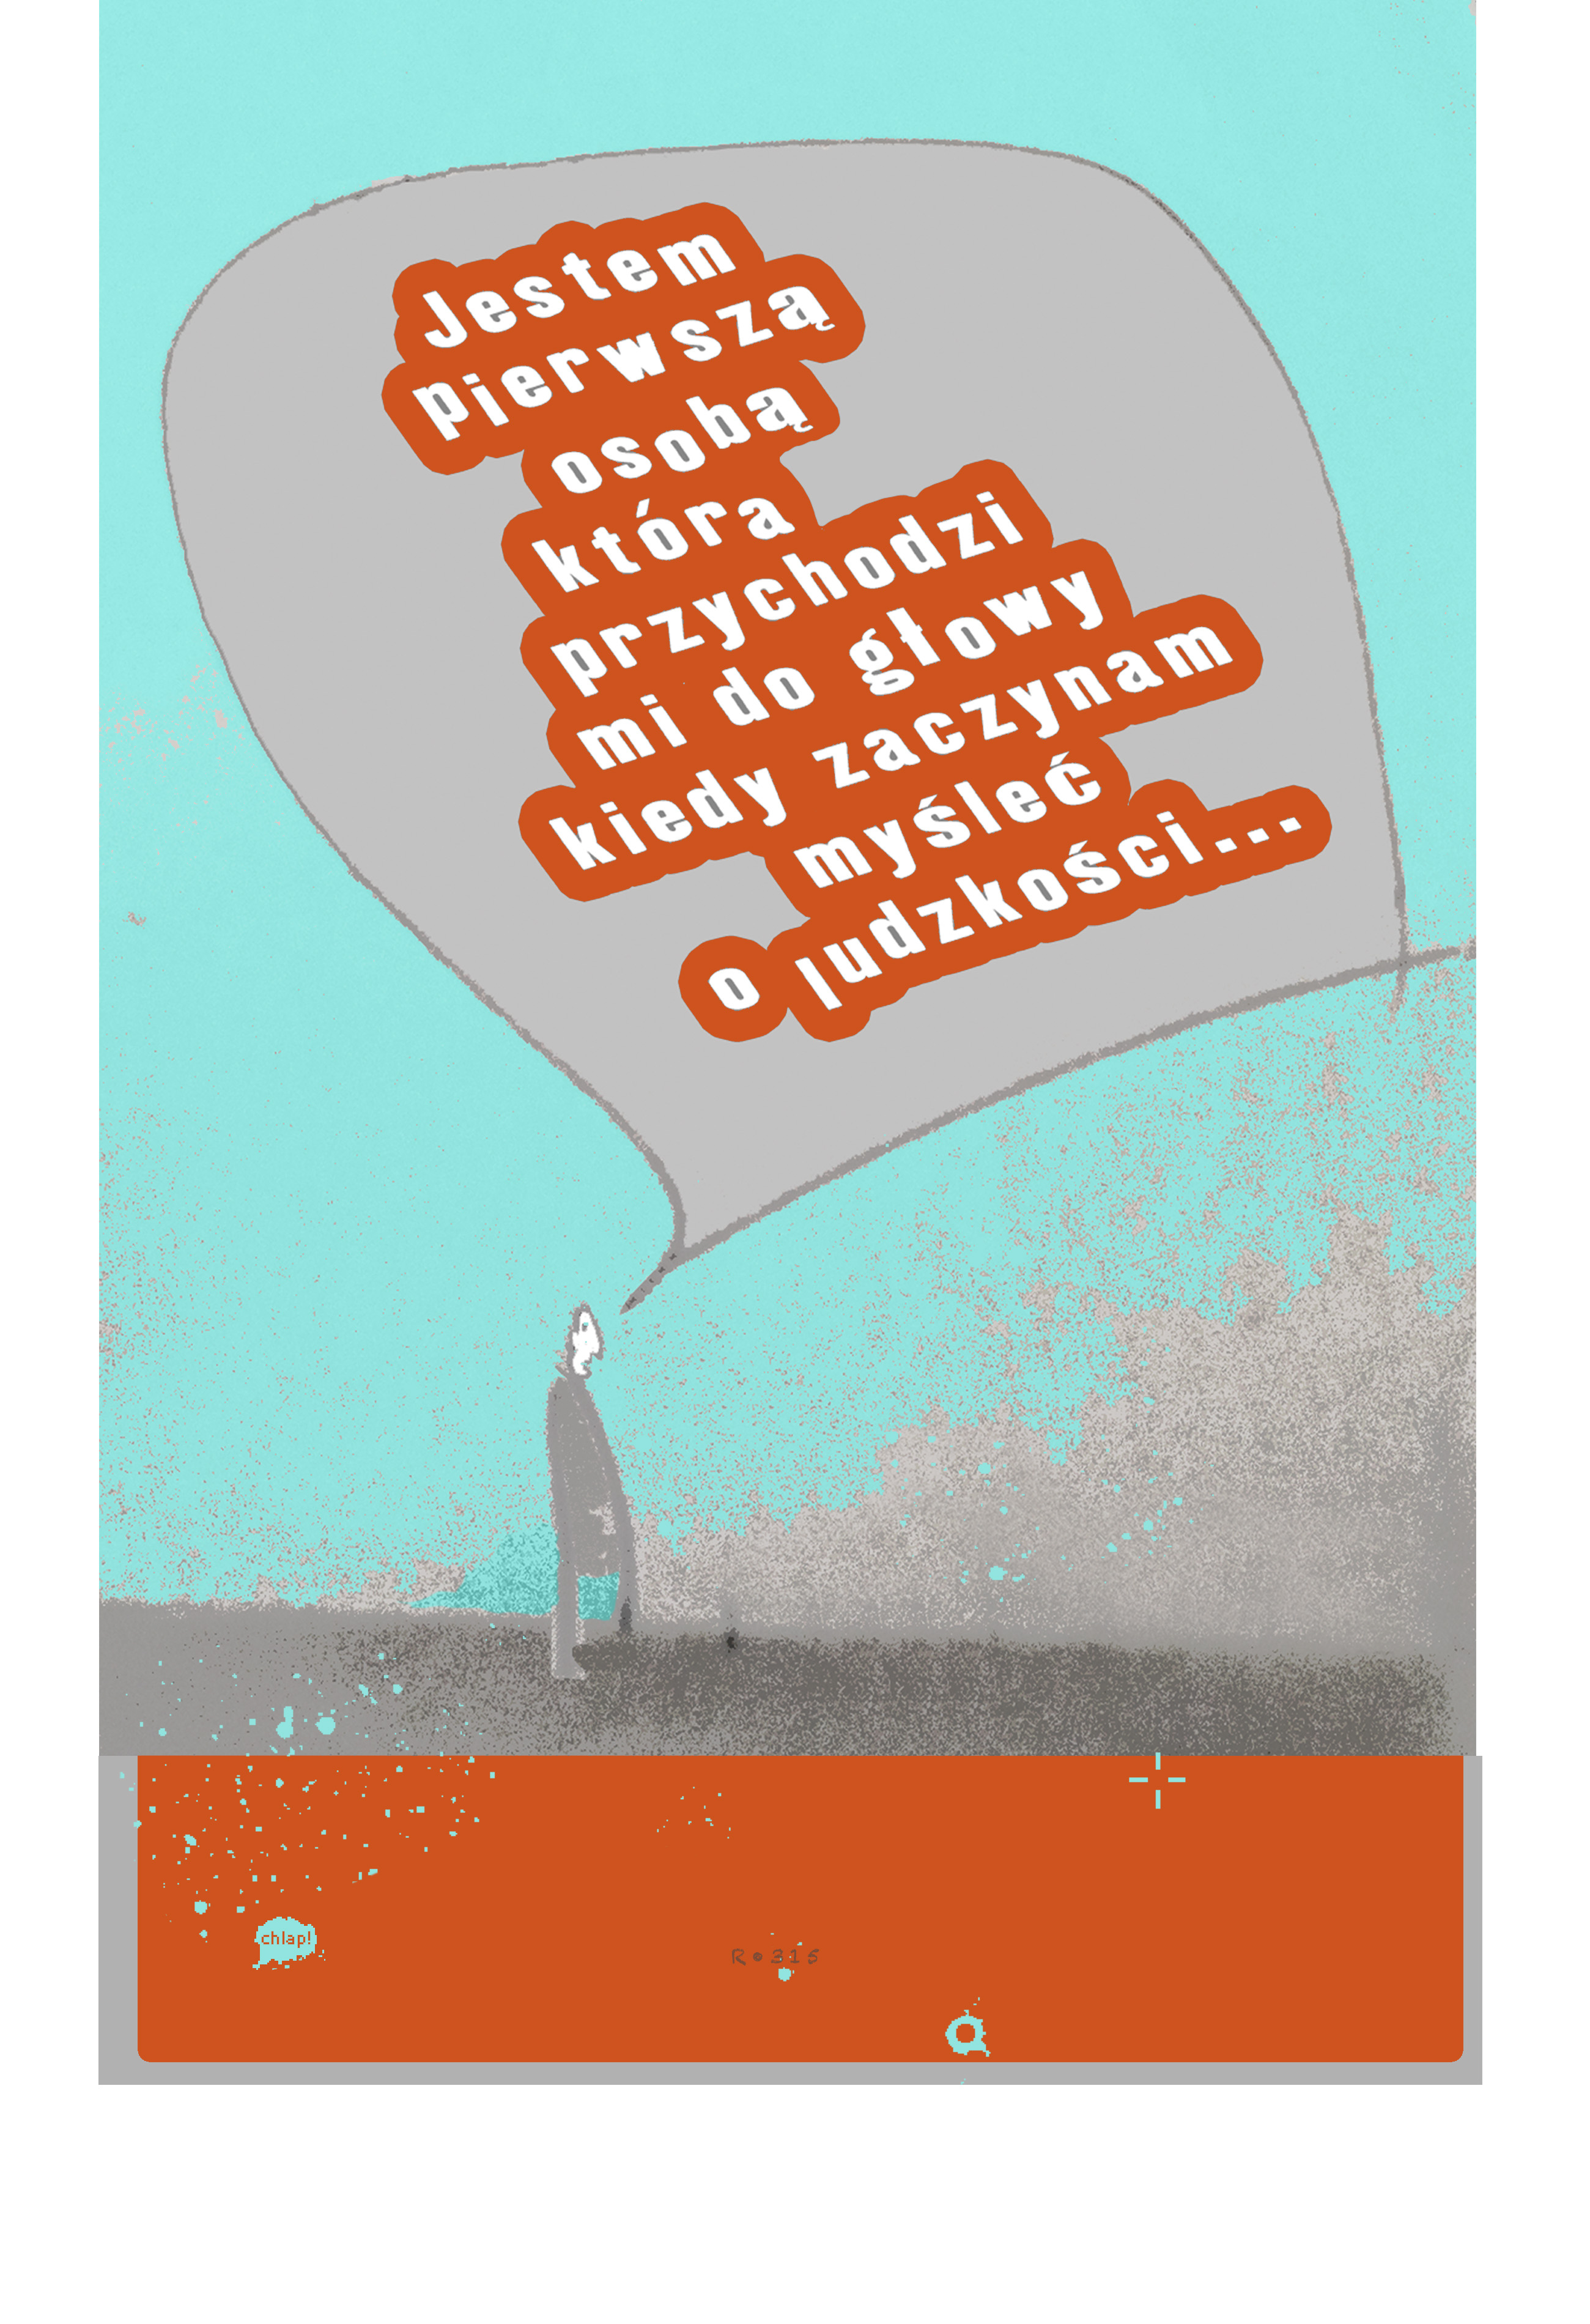 Jestem
pierwszą
osobą
która
przychodzi
mi do głowy
kiedy zaczynam
myśleć
o ludzkości...
chlap!
R•315